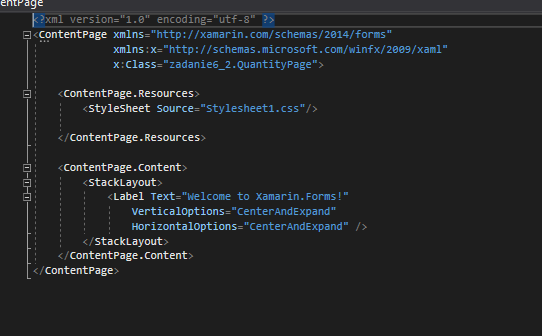 entPage
<?xml version="1.0" encoding="utf-8" ?>
<ContentPage xmlns="http://xamarin.com/schemas/2014/forms"
xmlns:x="http://schemas.microsoft.com/winfx/2009/xaml"
x:Class="zadanie6_2.QuantityPage">
<ContentPage.Resources>
<StyleSheet Source="Stylesheet1.css"/>
</ContentPage.Resources>
<ContentPage.Content>
<StackLayout>
<Label Text="Welcome to Xamarin.Forms!"
VerticalOptions="CenterAndExpand"
HorizontalOptions="CenterAndExpand" />
</StackLayout>
</ContentPage.Content>
</ContentPage>